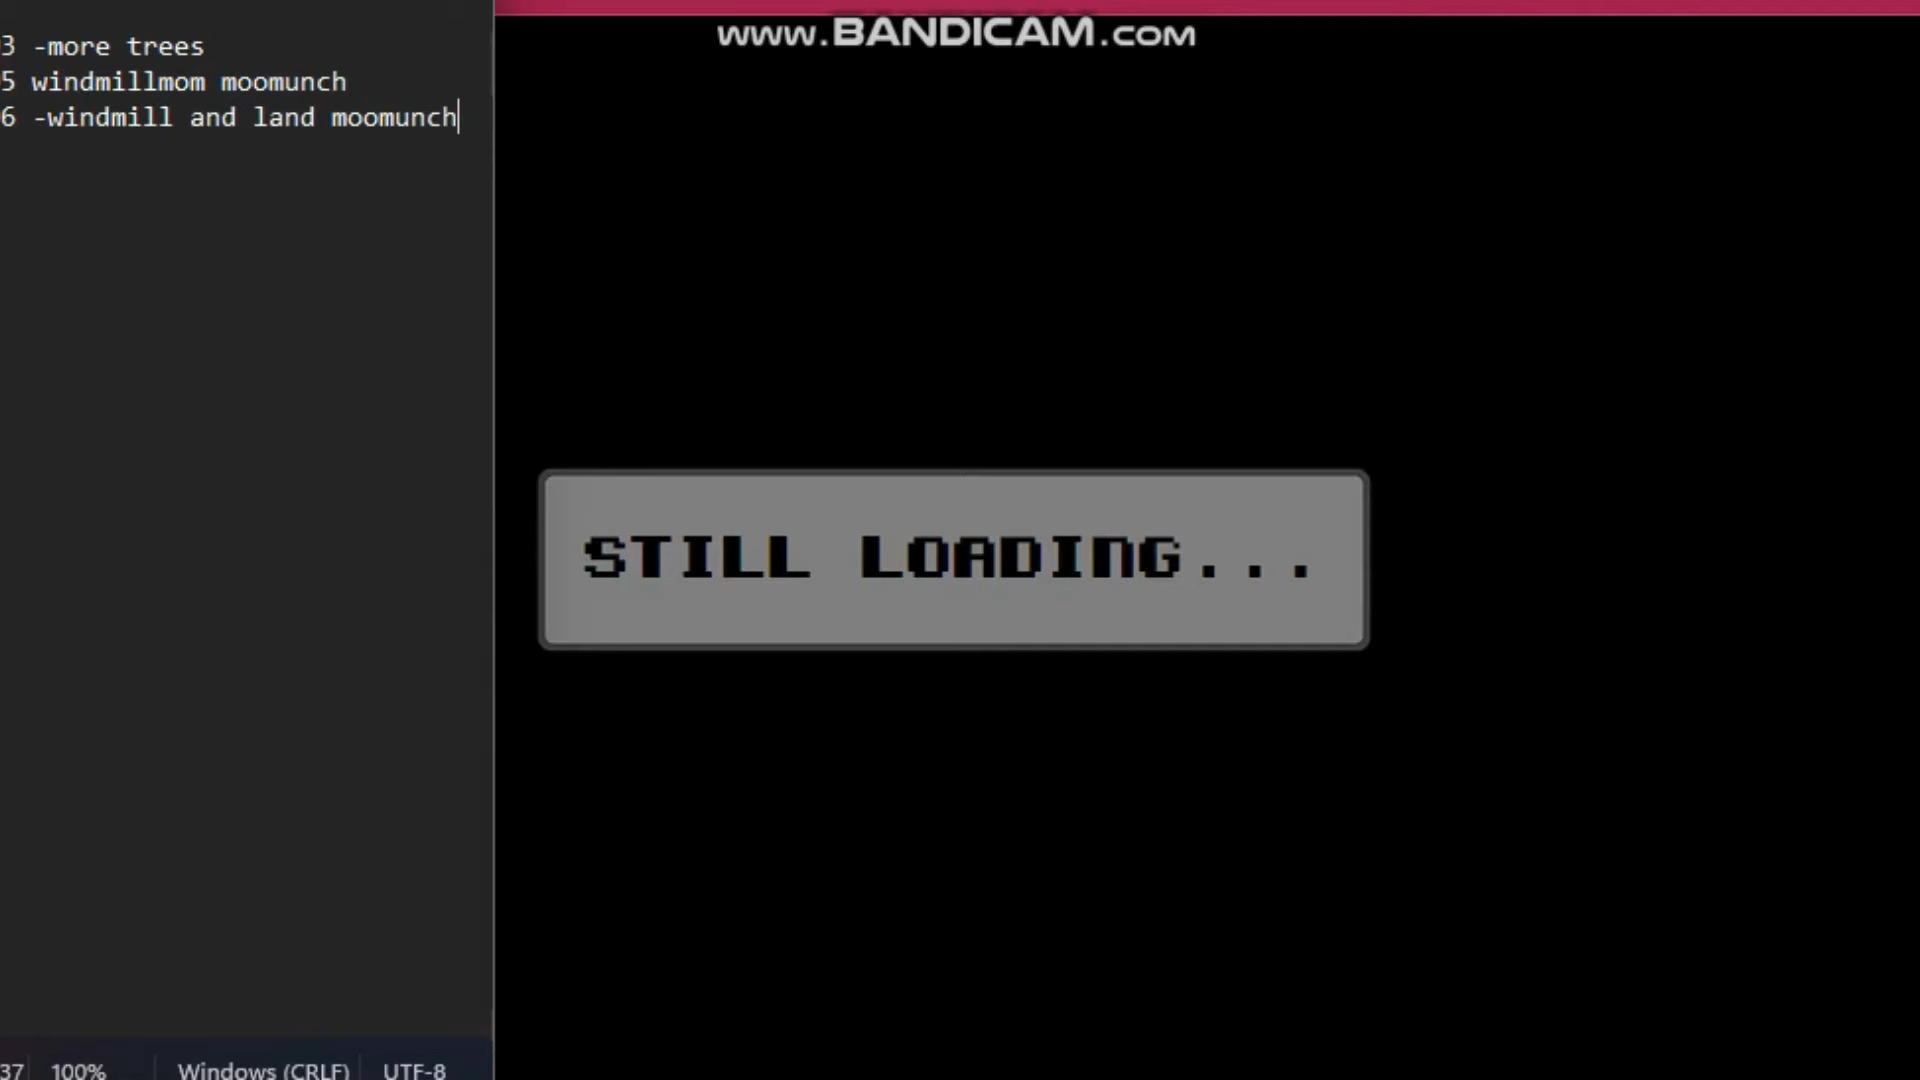 3 -more trees
5 windmillmom moomunch
6 -windmill and land moomunch
www.BANDICAM.com
STILL LOADING...
37 100% Windows (CRLF) UTF-8